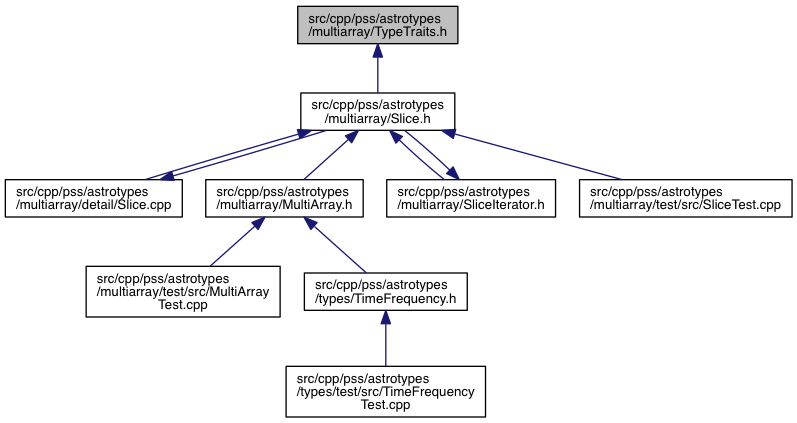 src/cpp/pss/astrotypes
/multiarray/TypeTraits.h
src/cpp/pss/astrotypes
/multiarray/Slice.h
src/cpp/pss/astrotypes
/multiarray/detail/Slice.cpp
src/cpp/pss/astrotypes
/multiarray/MultiArray.h
src/cpp/pss/astrotypes
/multiarray/SliceIterator.h
src/cpp/pss/astrotypes
/multiarray/test/src/SliceTest.cpp
src/cpp/pss/astrotypes
/multiarray/test/src/MultiArray
Test.cpp
src/cpp/pss/astrotypes
/types/TimeFrequency.h
src/cpp/pss/astrotypes
/types/test/src/TimeFrequency
Test.cpp